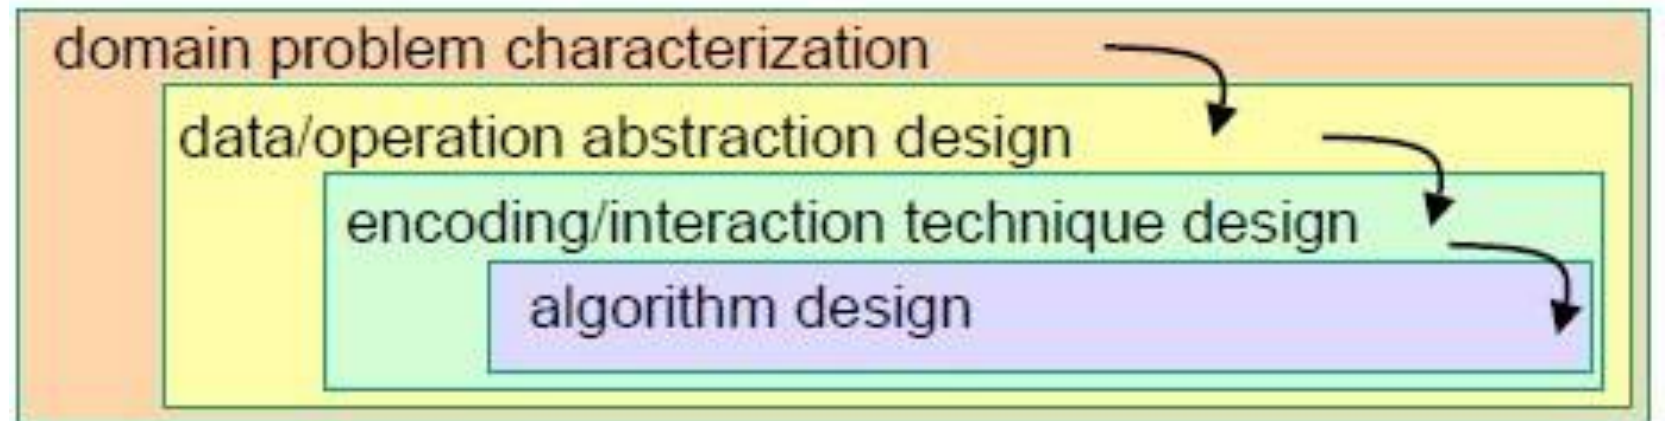 domain problem characterization
data/operation abstraction design
encoding/interaction technique design
algorithm design